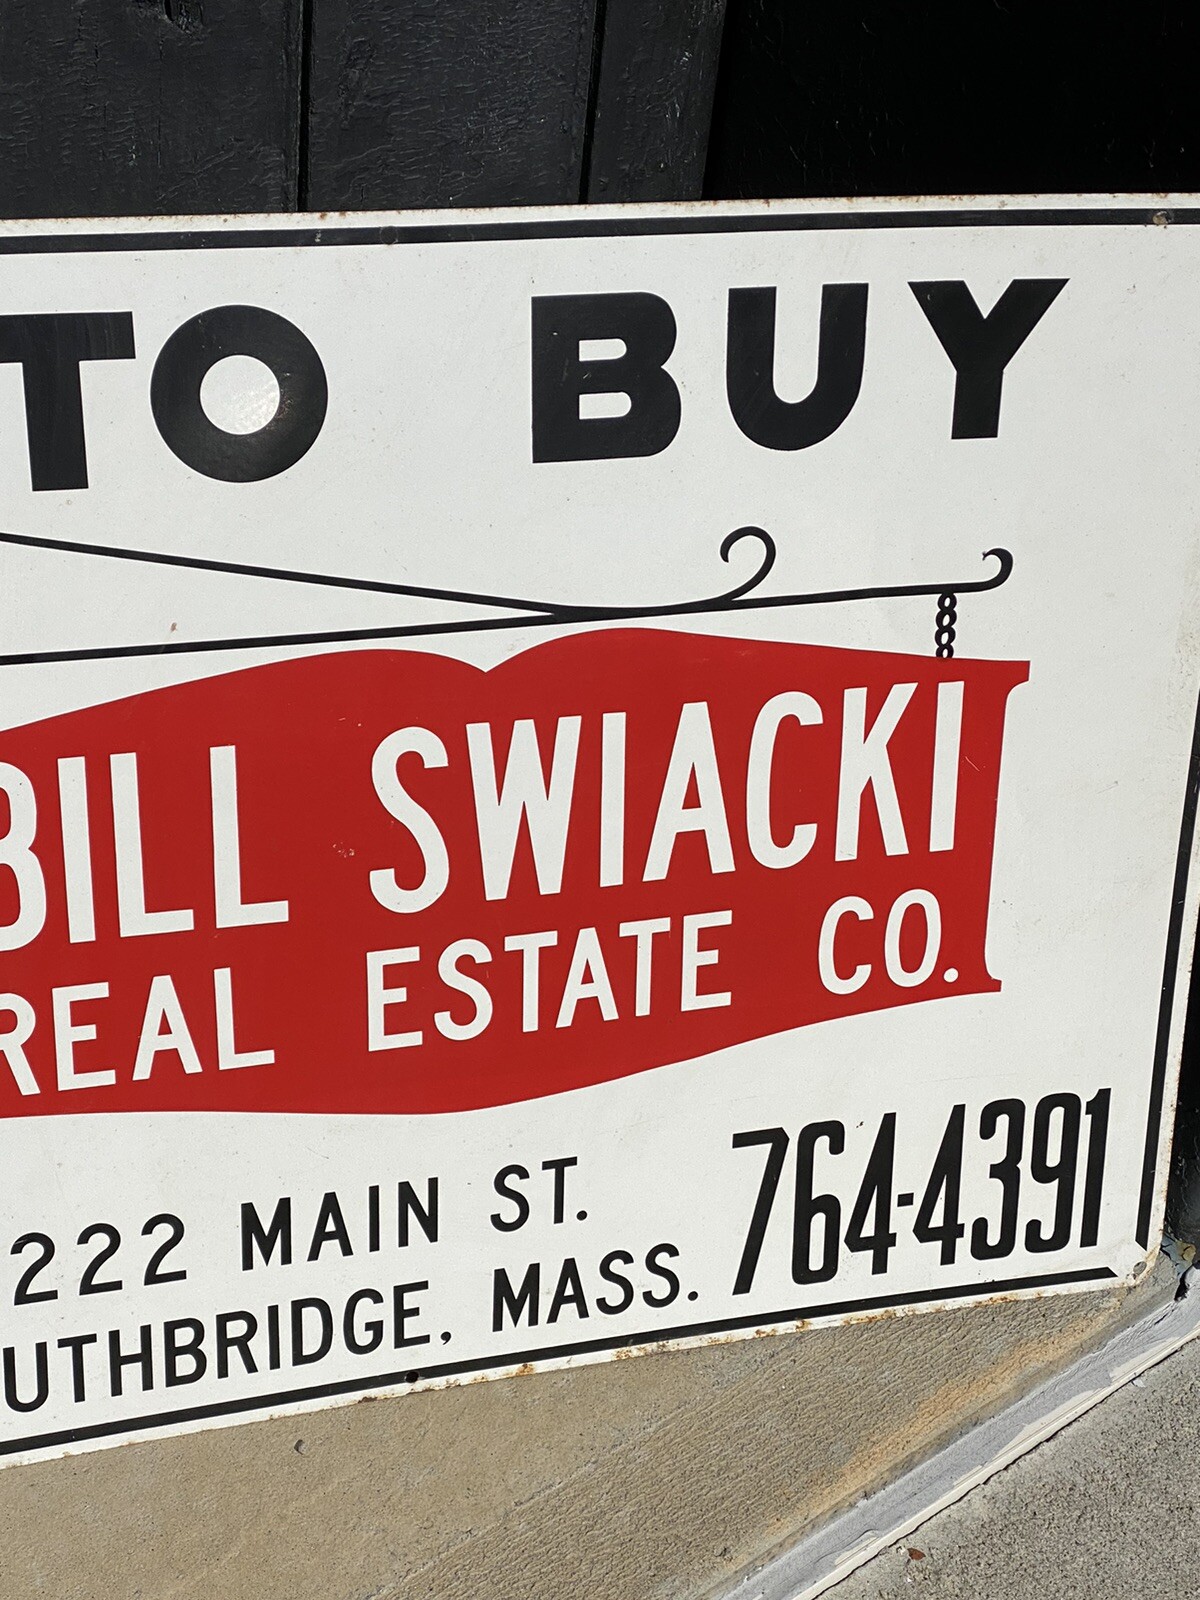 TO BUY
BILL SWIACKI
REAL ESTATE CO.
222 MAIN ST.
UTHBRIDGE, MASS.
764-4391